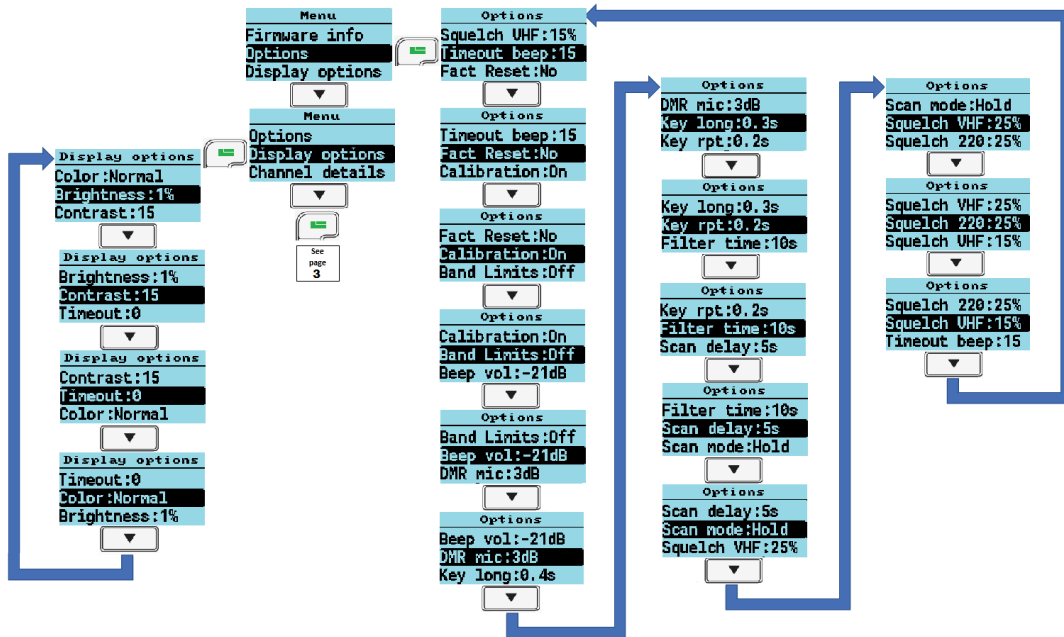 Menu
Firmware info
Options
Display options
Menu
Options
Display options
Channel details
See
page
3
Display options
Color:Normal
Brightness:1%
Contrast:15
Display options
Brightness:1%
Contrast:15
Timeout:0
Display options
Contrast:15
Timeout:0
Color:Normal
Display options
Timeout:0
Color:Normal
Brightness:1%
Options
Squelch UHF:15%
Timeout beep:15
Fact Reset:No
Options
Timeout beep:15
Fact Reset:No
Calibration:On
Options
Fact Reset:No
Calibration:On
Band Limits:Off
Options
Calibration:On
Band Limits:Off
Beep vol:-21dB
Options
Band Limits:Off
Beep vol:-21dB
DMR mic:3dB
Options
Beep vol:-21dB
DMR mic:3dB
Key long:0.4s
Options
DMR mic:3dB
Key long:0.3s
Key rpt:0.2s
Options
Key long:0.3s
Key rpt:0.2s
Filter time:10s
Options
Key rpt:0.2s
Filter time:10s
Scan delay:5s
Options
Filter time:10s
Scan delay:5s
Scan mode:Hold
Options
Scan delay:5s
Scan mode:Hold
Squelch VHF:25%
Options
Scan mode:Hold
Squelch VHF:25%
Squelch 220:25%
Options
Squelch VHF:25%
Squelch 220:25%
Squelch UHF:15%
Options
Squelch 220:25%
Squelch UHF:15%
Timeout beep:15